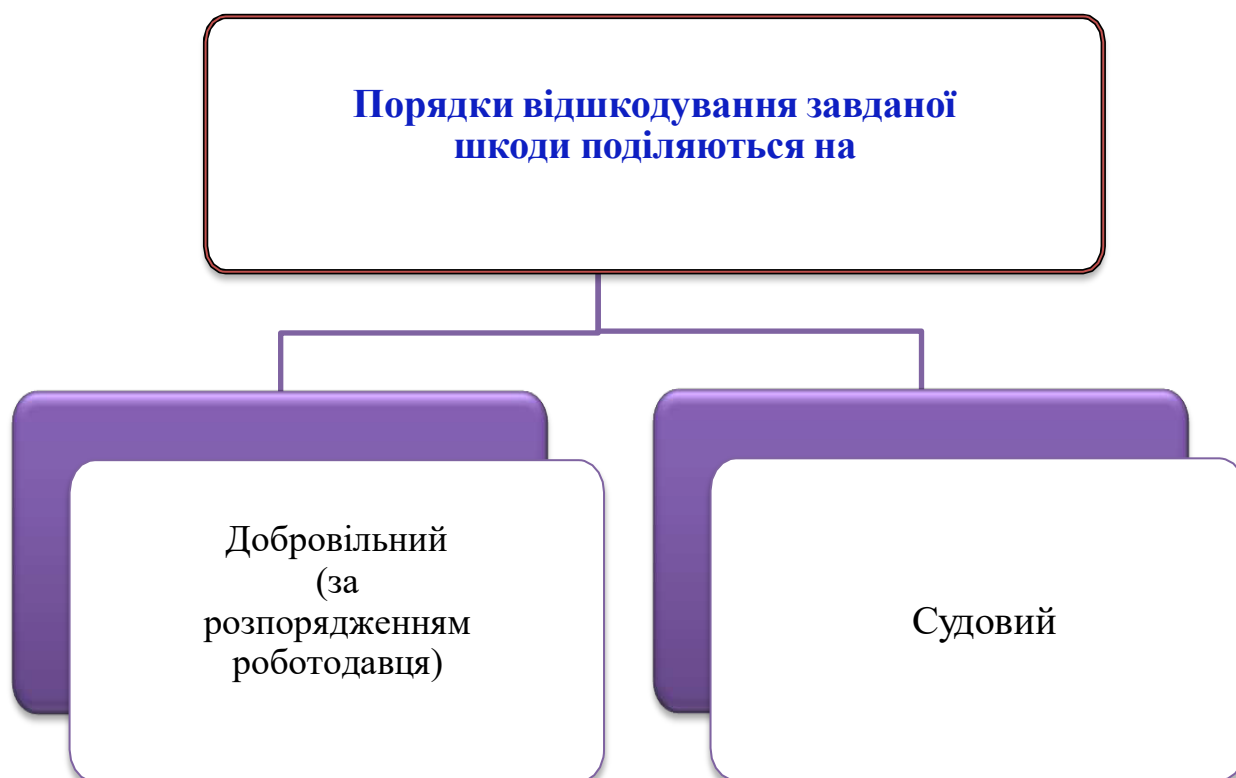 Порядки відшкодування завданої
шкоди поділяються на
Добровільний
(за
розпорядженням
роботодавця)
Судовий